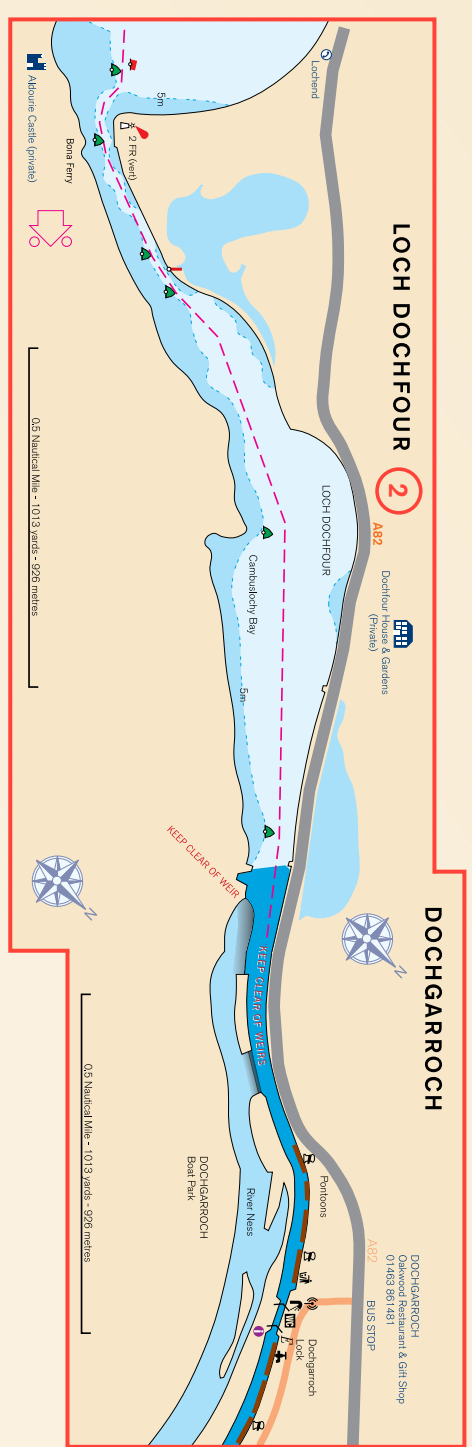 LOCH DOCHFOUR
2
DOCHGARROCH
Lochend
A82
Dochfour House & Gardens
(Private)
5m
2 FR (vert)
Bona Ferry
Aldourie Castle (private)
LOCH DOCHFOUR
Cambuslochy Bay
5m
0.5 Nautical Mile - 1013 yards - 926 metres
KEEP CLEAR OF WEIR
KEEP CLEAR OF WEIRS
N
N
Pontoons
A82
DOCHGARROCH
Oakwood Restaurant & Gift Shop
01463 861481
BUS STOP
Dochgarroch
Lock
E
River Ness
DOCHGARROCH
Boat Park
0.5 Nautical Mile - 1013 yards - 926 metres